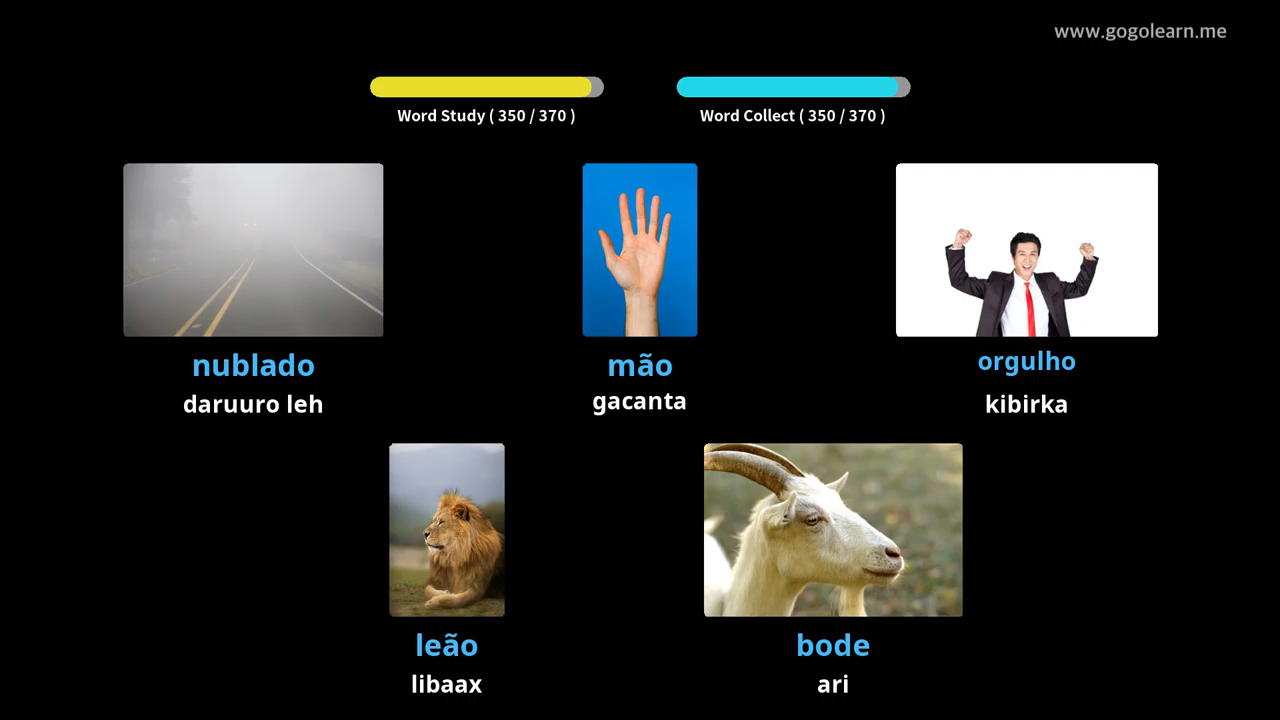 www.gogolearn.me
Word Study ( 350 / 370 )
Word Collect ( 350 / 370 )
nublado
daruuro leh
mão
gacanta
orgulho
kibirka
leão
libaax
bode
ari